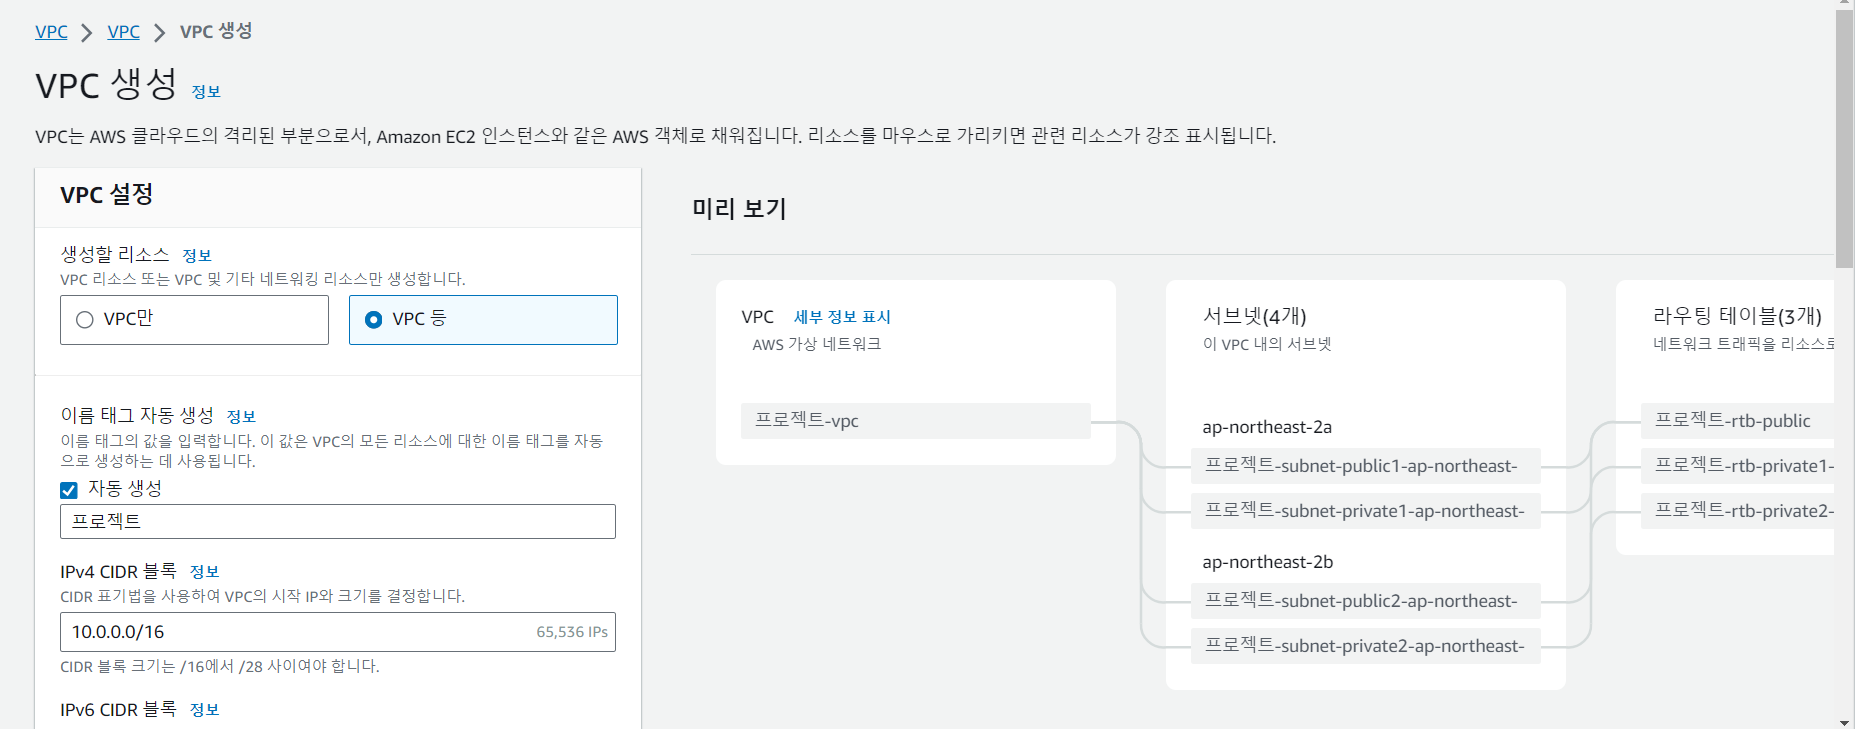 VPC > VPC > VPC 생성
VPC 생성 정보
VPC는 AWS 클라우드의 격리된 부분으로서, Amazon EC2 인스턴스와 같은 AWS 객체로 채워집니다. 리소스를 마우스로 가리키면 관련 리소스가 강조 표시됩니다.
VPC 설정
생성할 리소스 정보
VPC 리소스 또는 VPC 및 기타 네트워킹 리소스만 생성합니다.
VPC만
VPC 등
이름 태그 자동 생성 정보
이름 태그의 값을 입력합니다. 이 값은 VPC의 모든 리소스에 대한 이름 태그를 자동
으로 생성하는 데 사용됩니다.
자동 생성
프로젝트
IPv4 CIDR 블록 정보
CIDR 표기법을 사용하여 VPC의 시작 IP와 크기를 결정합니다.
10.0.0.0/16 65,536 IPs
CIDR 블록 크기는 /16에서 /28 사이여야 합니다.
IPv6 CIDR 블록 정보
미리 보기
VPC 세부 정보 표시
AWS 가상 네트워크
프로젝트-vpc
서브넷(4개)
이 VPC 내의 서브넷
ap-northeast-2a
프로젝트-subnet-public1-ap-northeast-
프로젝트-subnet-private1-ap-northeast-
ap-northeast-2b
프로젝트-subnet-public2-ap-northeast-
프로젝트-subnet-private2-ap-northeast-
라우팅 테이블(3개)
네트워크 트래픽을 리소스로
프로젝트-rtb-public
프로젝트-rtb-private1-
프로젝트-rtb-private2-